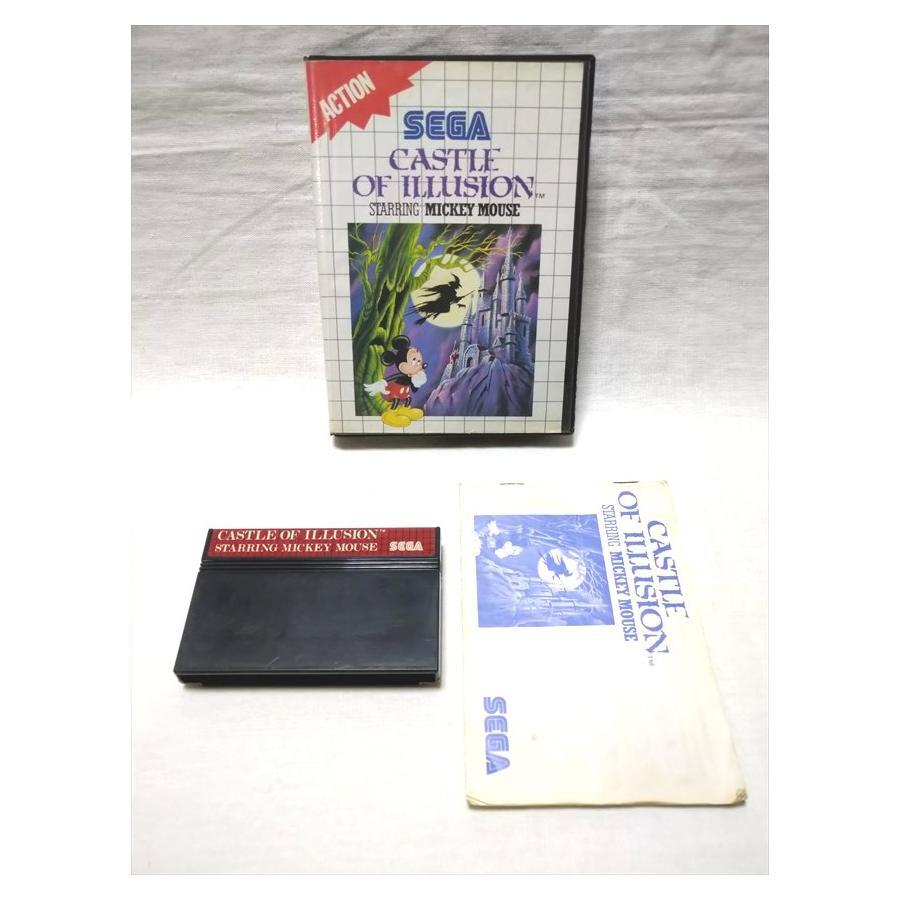 ACTION
SEGA
CASTLE
OF ILLUSION™
STARRING MICKEY MOUSE
CASTLE OF ILLUSION™
STARRING MICKEY MOUSE SEGA
CASTLE
OF ILLUSION™
STARRING MICKEY MOUSE
SEGA